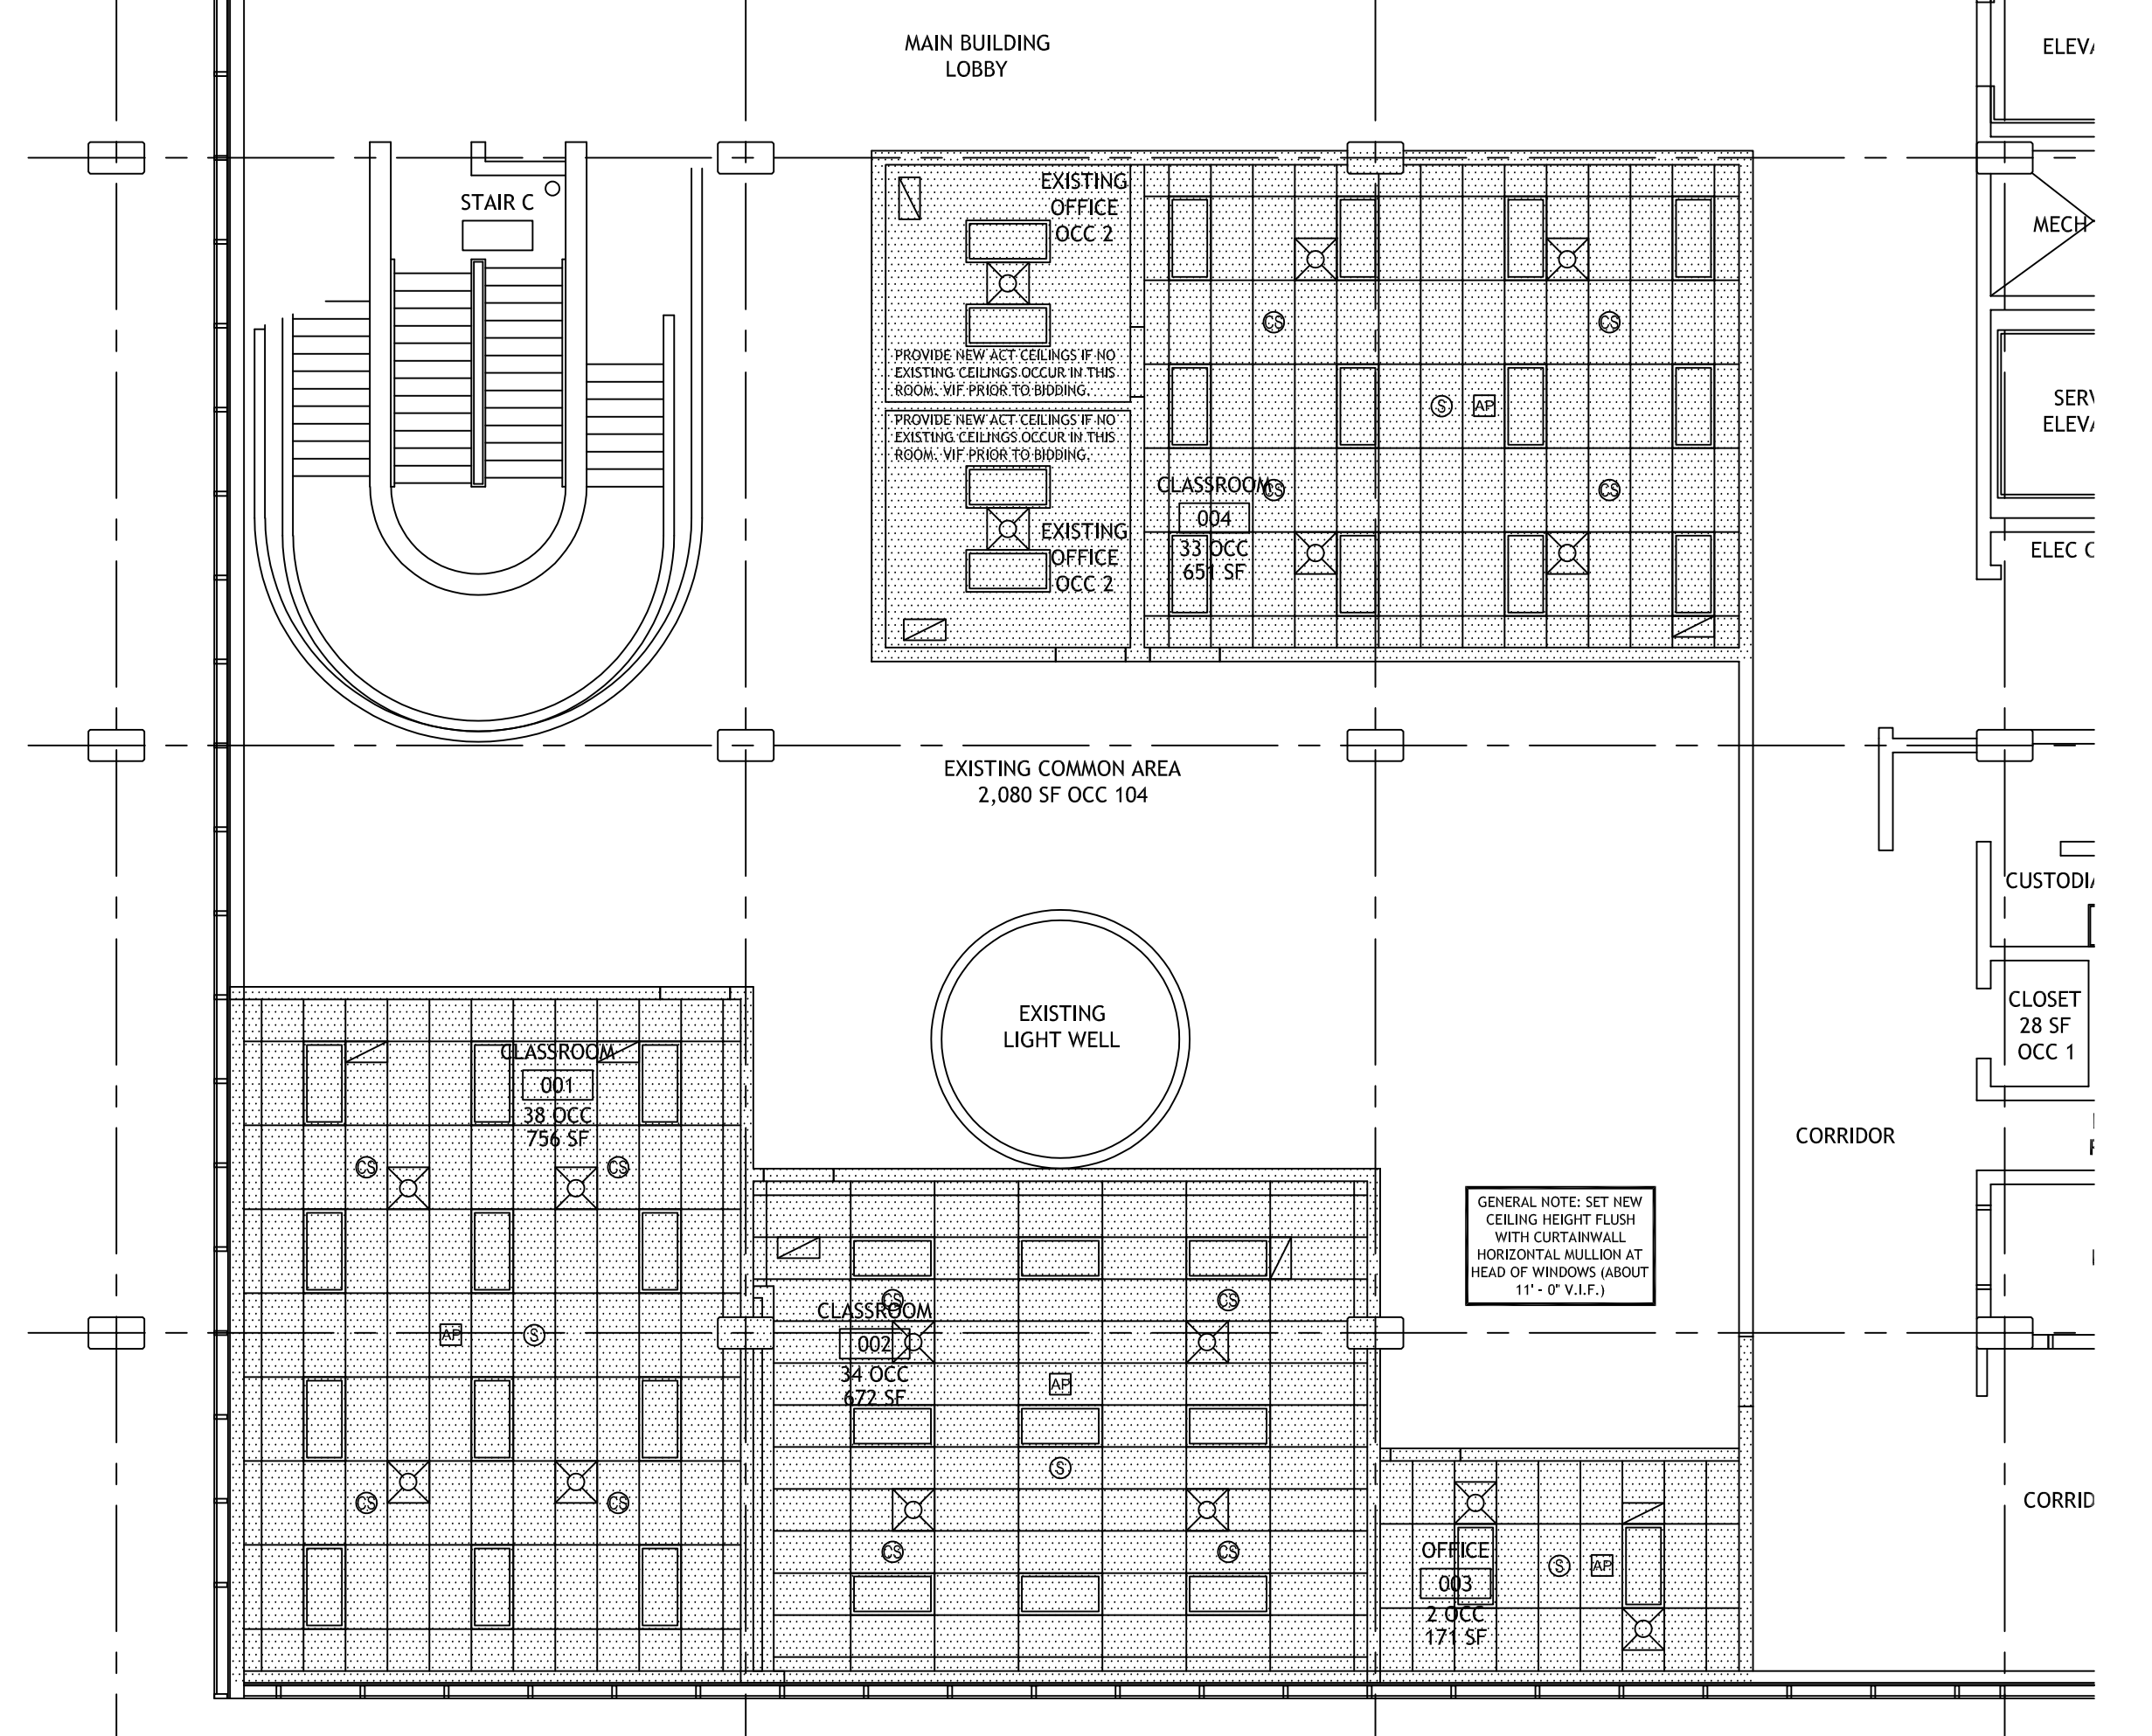 MAIN BUILDING
LOBBY
STAIR C
EXISTING
OFFICE
OCC 2
PROVIDE NEW ACT CEILINGS IF NO
EXISTING CEILINGS OCCUR IN THIS
ROOM. VIF PRIOR TO BIDDING.
PROVIDE NEW ACT CEILINGS IF NO
EXISTING CEILINGS OCCUR IN THIS
ROOM. VIF PRIOR TO BIDDING.
EXISTING
OFFICE
OCC 2
CS
CS
S
AP
CLASSROOM
CS
CS
004
33 OCC
651 SF
ELEVA
MECH
SERV
ELEVA
ELEC C
EXISTING COMMON AREA
2,080 SF OCC 104
CUSTODIA
CLOSET
28 SF
OCC 1
EXISTING
LIGHT WELL
CORRIDOR
CLASSROOM
001
38 OCC
756 SF
CS
CS
AP
S
CS
CS
CS
CS
CLASSROOM
002
34 OCC
672 SF
AP
S
CS
CS
GENERAL NOTE: SET NEW
CEILING HEIGHT FLUSH
WITH CURTAINWALL
HORIZONTAL MULLION AT
HEAD OF WINDOWS (ABOUT
11' - 0" V.I.F.)
OFFICE
003
2 OCC
171 SF
S
AP
CORRID